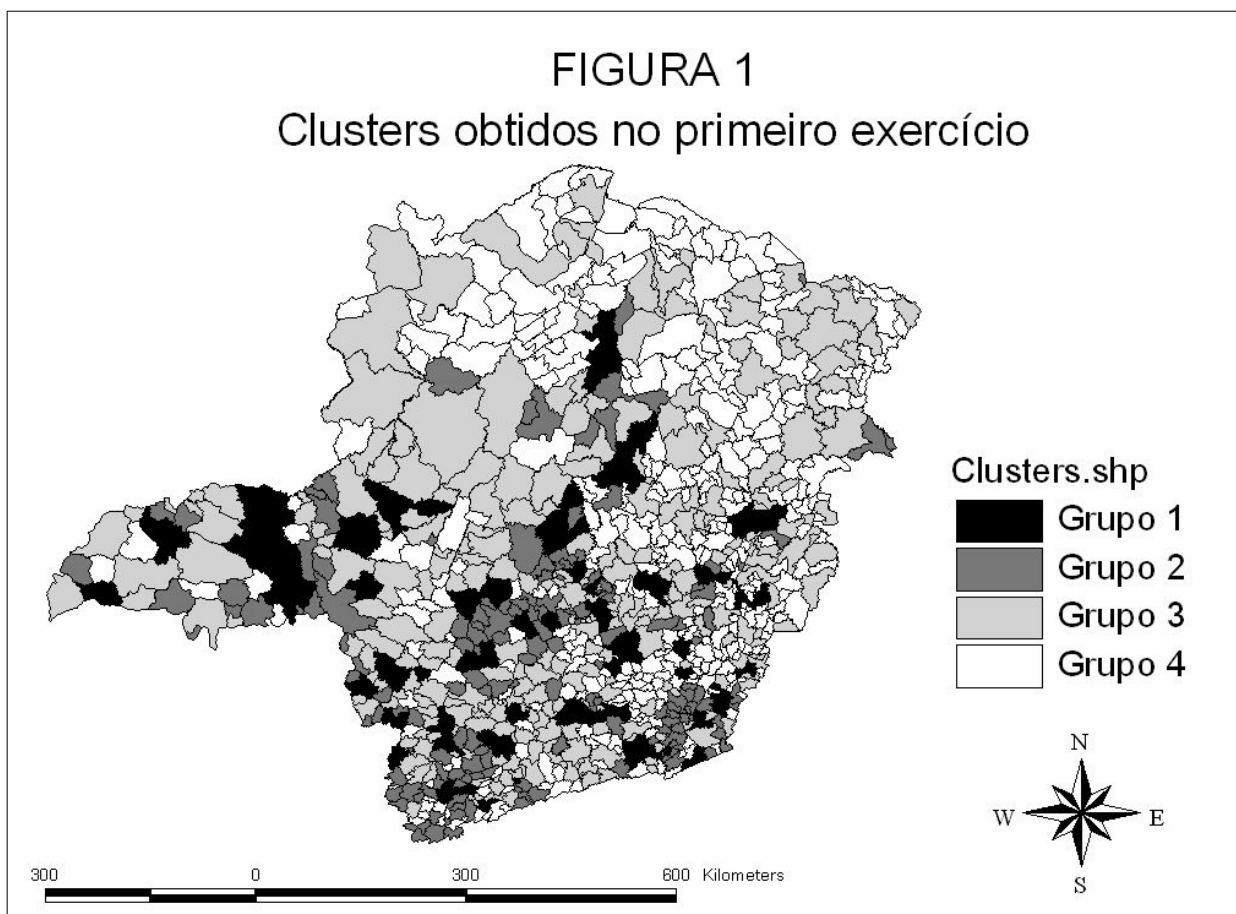 FIGURA 1
Clusters obtidos no primeiro exercício
Clusters.shp
Grupo 1
Grupo 2
Grupo 3
Grupo 4
N
W E
S
300 0 300 600 Kilometers